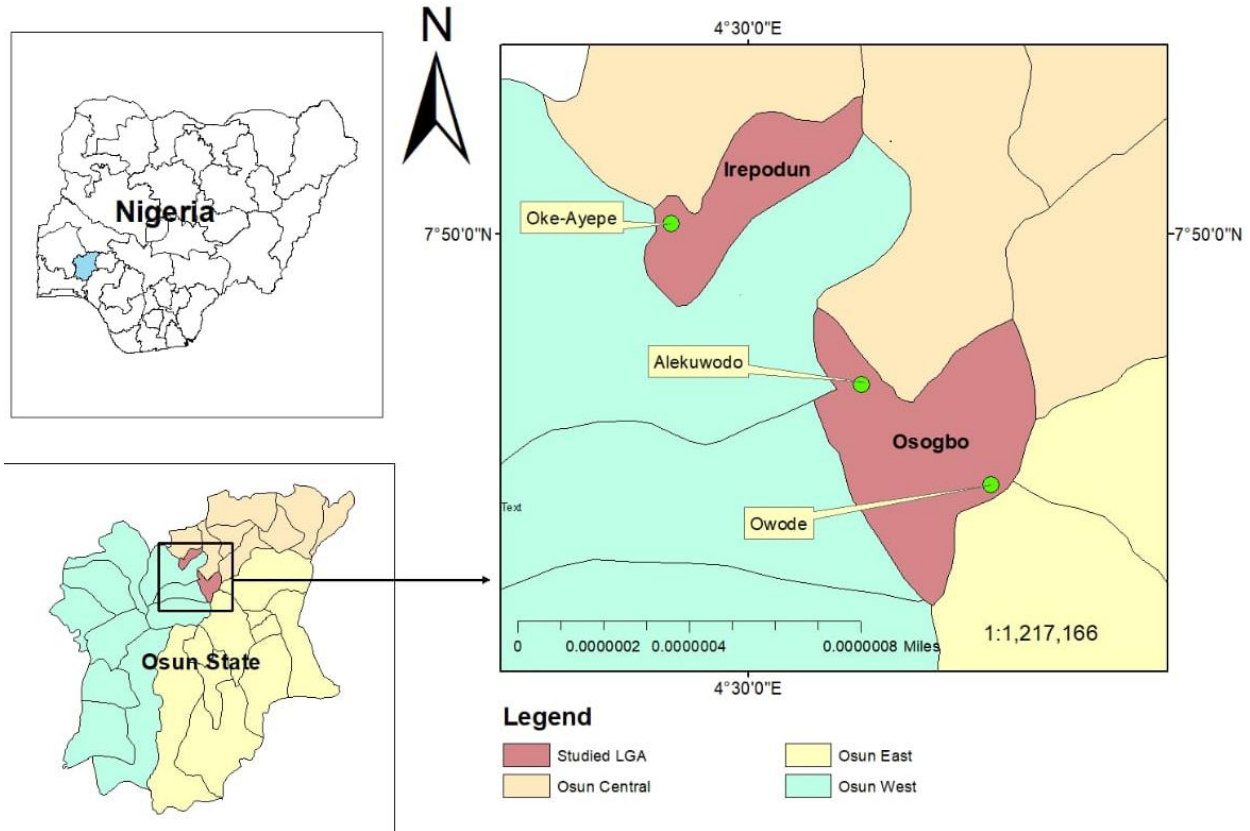 Nigeria
N
4°30'0"E
Irepodun
Oke-Ayepe
7°50'0"N
7°50'0"N
Alekuwodo
Osogbo
Owode
Text
1:1,217,166
0 0.0000002 0.0000004 0.0000008 Miles
4°30'0"E
Osun State
Legend
Studied LGA
Osun Central
Osun East
Osun West